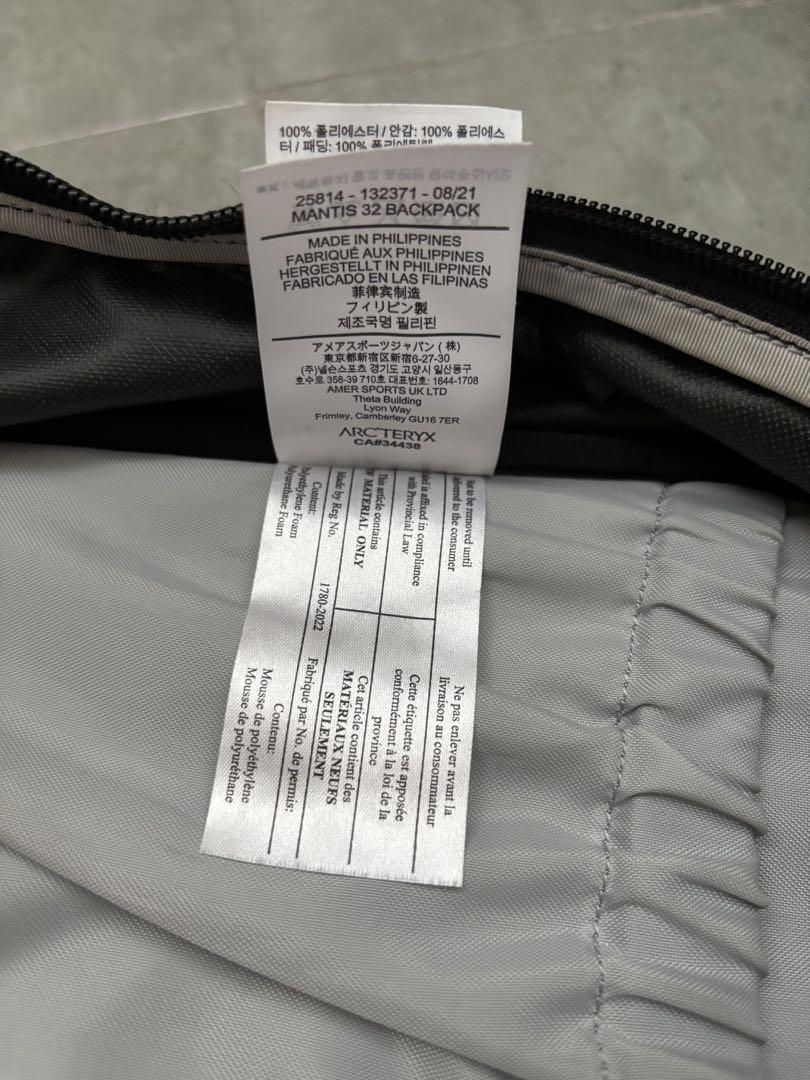 100% 폴리에스터 / 안감: 100% 폴리에스
터 / 패딩: 100% 폴리에틸렌
25814 - 132371 - 08/21
MANTIS 32 BACKPACK
MADE IN PHILIPPINES
FABRIQUÉ AUX PHILIPPINES
HERGESTELLT IN PHILIPPINEN
FABRICADO EN LAS FILIPINAS
菲律宾制造
フィリピン製
제조국명 필리핀
アメアスポーツジャパン (株)
東京都新宿区新宿6-27-30
(주)넬슨스포츠 경기도 고양시 일산동구
호수로 358-39 710호 대표번호: 1644-1708
AMER SPORTS UK LTD
Theta Building
Lyon Way
Frimley, Camberley GU16 7ER
ARC'TERYX
CA#34438
Not to be removed until
delivered to the consumer
label is affixed in compliance
with Provincial Law
This article contains
NEW MATERIAL ONLY
Made by Reg No.
1780-2022
Content:
Polyethylene Foam
Polyurethane Foam
Ne pas enlever avant la
livraison au consommateur
Cette étiquette est apposée
conformément à la loi de la
province
Cet article contient des
MATÉRIAUX NEUFS
SEULEMENT
Fabriqué par No. de permis:
Contenu:
Mousse de polyéthylène
Mousse de polyuréthane